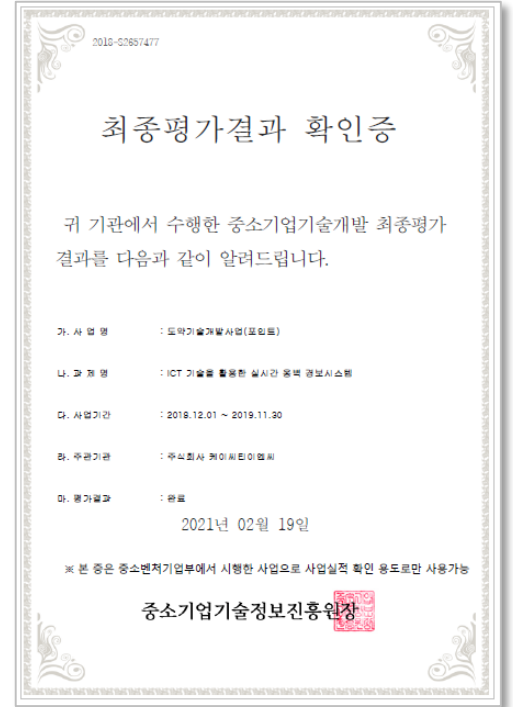 2018-S2657477
최종평가결과 확인증
귀 기관에서 수행한 중소기업기술개발 최종평가
결과를 다음과 같이 알려드립니다.
가. 사 업 명 : 도약기술개발사업(포인트)
나. 과 제 명 : ICT 기술을 활용한 실시간 옹벽 경보시스템
다. 사업기간 : 2018.12.01 ~ 2019.11.30
라. 주관기관 : 주식회사 케이씨티이엠씨
마. 평가결과 : 완료
2021년 02월 19일
※ 본 증은 중소벤처기업부에서 시행한 사업으로 사업실적 확인 용도로만 사용가능
중소기업기술정보진흥원장